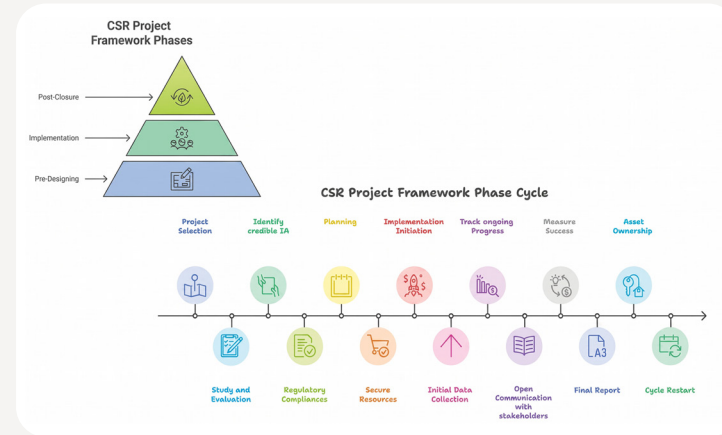 CSR Project
Framework Phases
Post-Closure
Implementation
Pre-Designing
CSR Project Framework Phase Cycle
Project
Selection
Identify
credible IA
Planning
Implementation
Initiation
Track ongoing
Progress
Measure
Success
Asset
Ownership
A3
Study and
Evaluation
Regulatory
Compliances
Secure
Resources
Initial Data
Collection
Open
Communication
with
stakeholders
Final Report
Cycle Restart